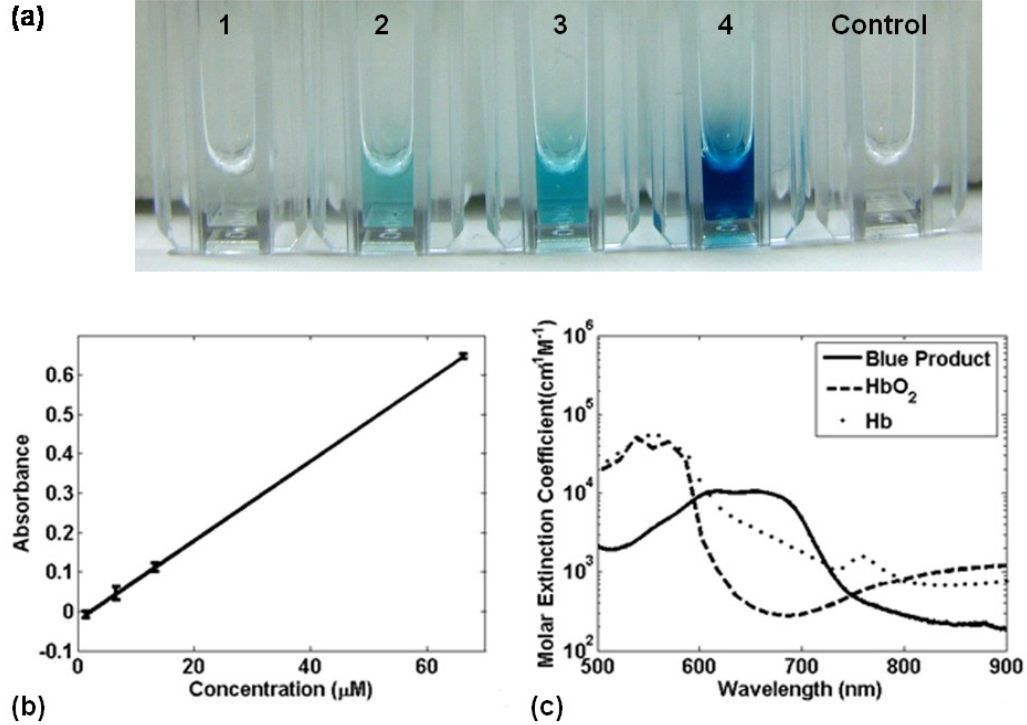 (a)
1 2 3 4 Control
0.6
0.5
0.4
0.3
0.2
0.1
0
-0.1
Absorbance
0 20 40 60
Concentration (μM)
(b)
10⁶
10⁵
10⁴
10³
10²
Molar Extinction Coefficient(cm¹M⁻¹)
Blue Product
HbO₂
Hb
500 600 700 800 900
Wavelength (nm)
(c)